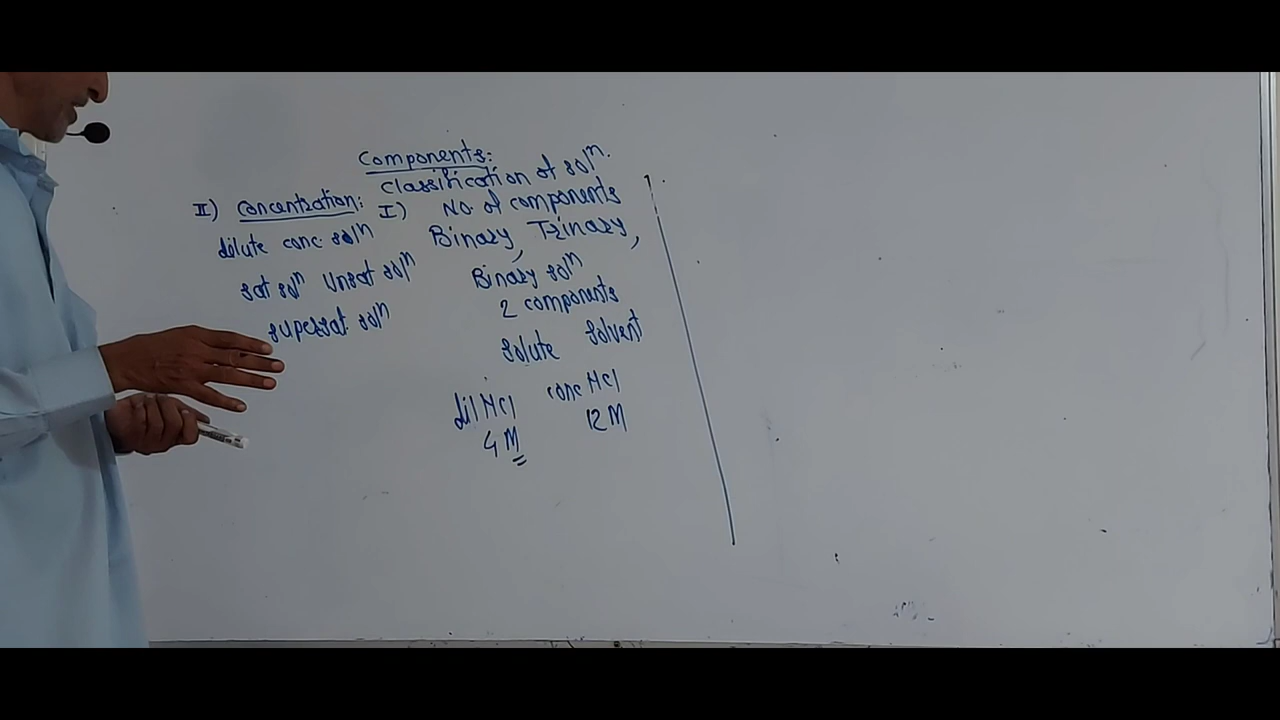 Components:
Classification of solⁿ.
I) No. of components
Binary, Trinary,
Binary solⁿ
2 components
solute solvent
dil HCl conc HCl
4 M 12 M
II) Concentration:
dilute conc. solⁿ
sat solⁿ Unsat solⁿ
supersat. solⁿ